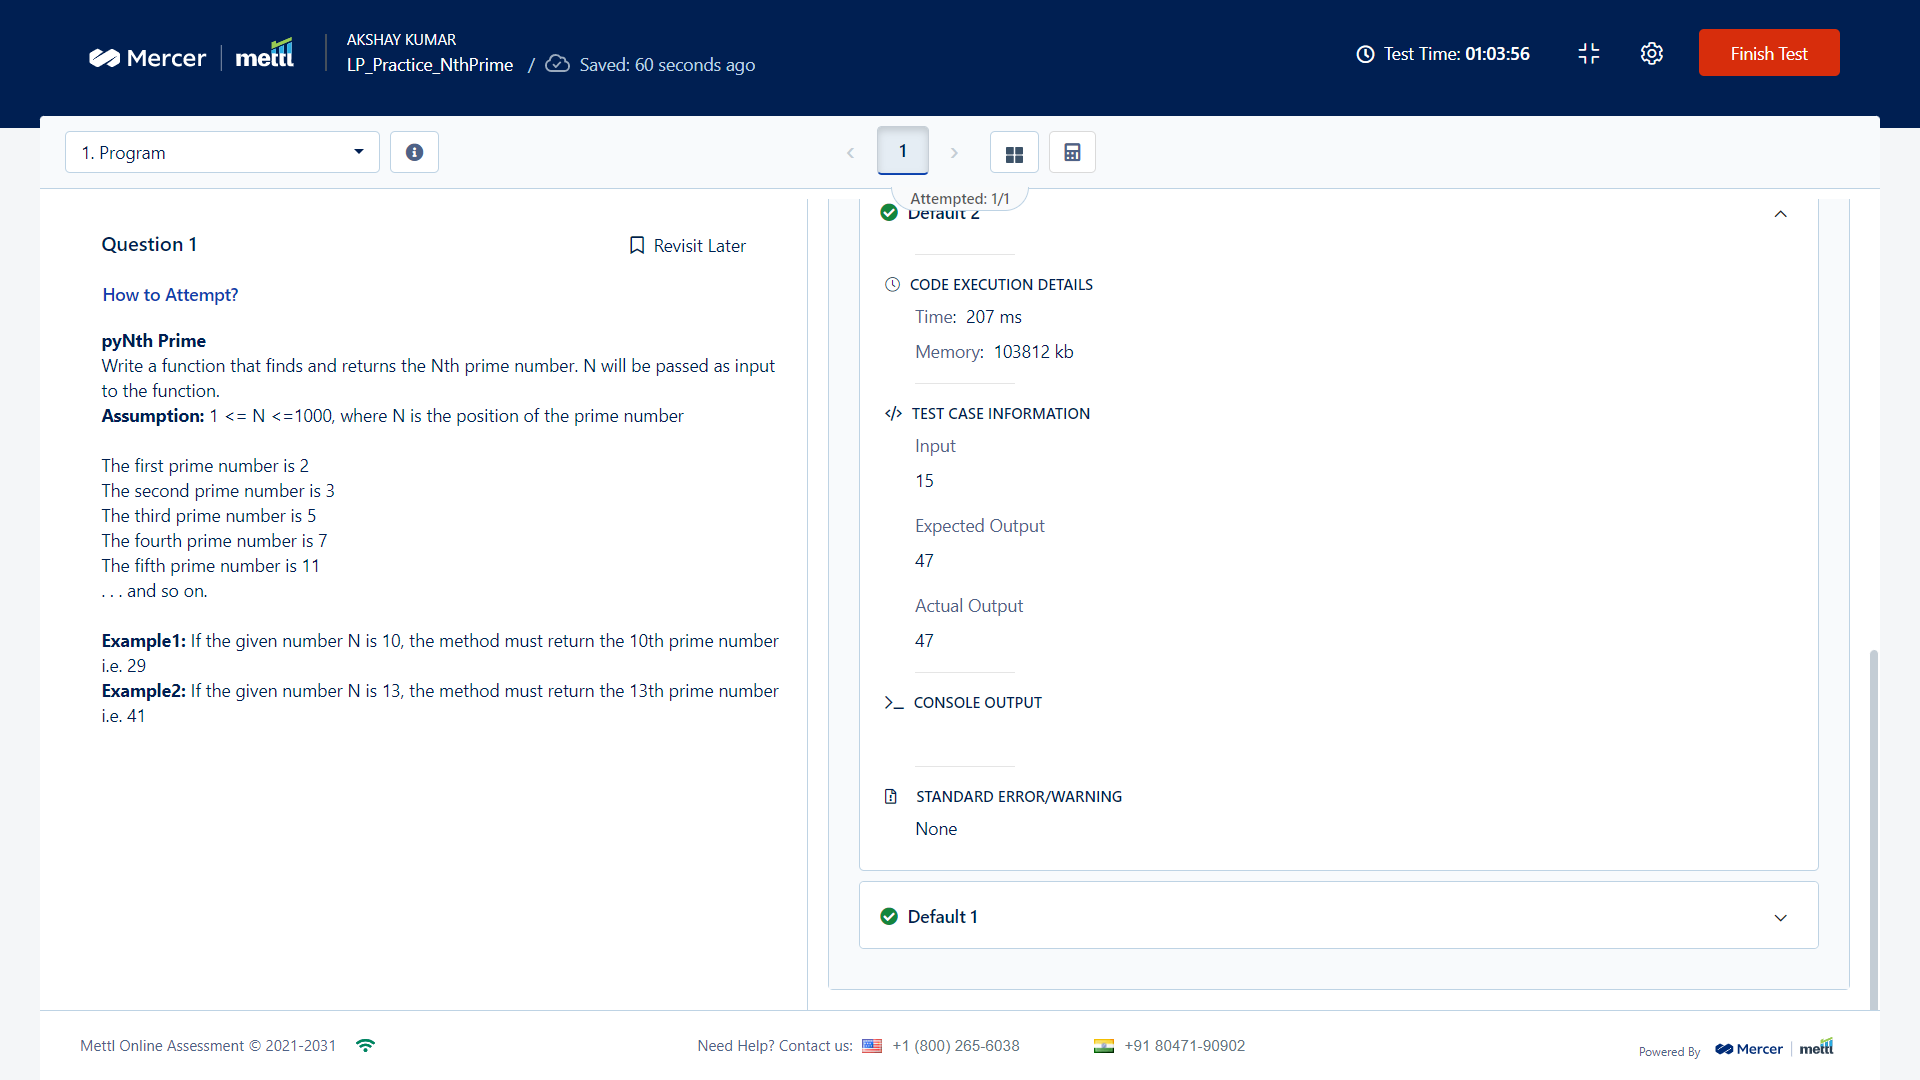 Mercer | mettl
AKSHAY KUMAR
LP_Practice_NthPrime / Saved: 60 seconds ago
Test Time: 01:03:56
Finish Test
1. Program
1
Attempted: 1/1
Question 1
Revisit Later
How to Attempt?
pyNth Prime
Write a function that finds and returns the Nth prime number. N will be passed as input
to the function.
Assumption: 1 <= N <=1000, where N is the position of the prime number
The first prime number is 2
The second prime number is 3
The third prime number is 5
The fourth prime number is 7
The fifth prime number is 11
. . . and so on.
Example1: If the given number N is 10, the method must return the 10th prime number
i.e. 29
Example2: If the given number N is 13, the method must return the 13th prime number
i.e. 41
Default 2
CODE EXECUTION DETAILS
Time: 207 ms
Memory: 103812 kb
</> TEST CASE INFORMATION
Input
15
Expected Output
47
Actual Output
47
>_ CONSOLE OUTPUT
STANDARD ERROR/WARNING
None
Default 1
Mettl Online Assessment © 2021-2031
Need Help? Contact us: +1 (800) 265-6038
+91 80471-90902
Powered By Mercer | mettl